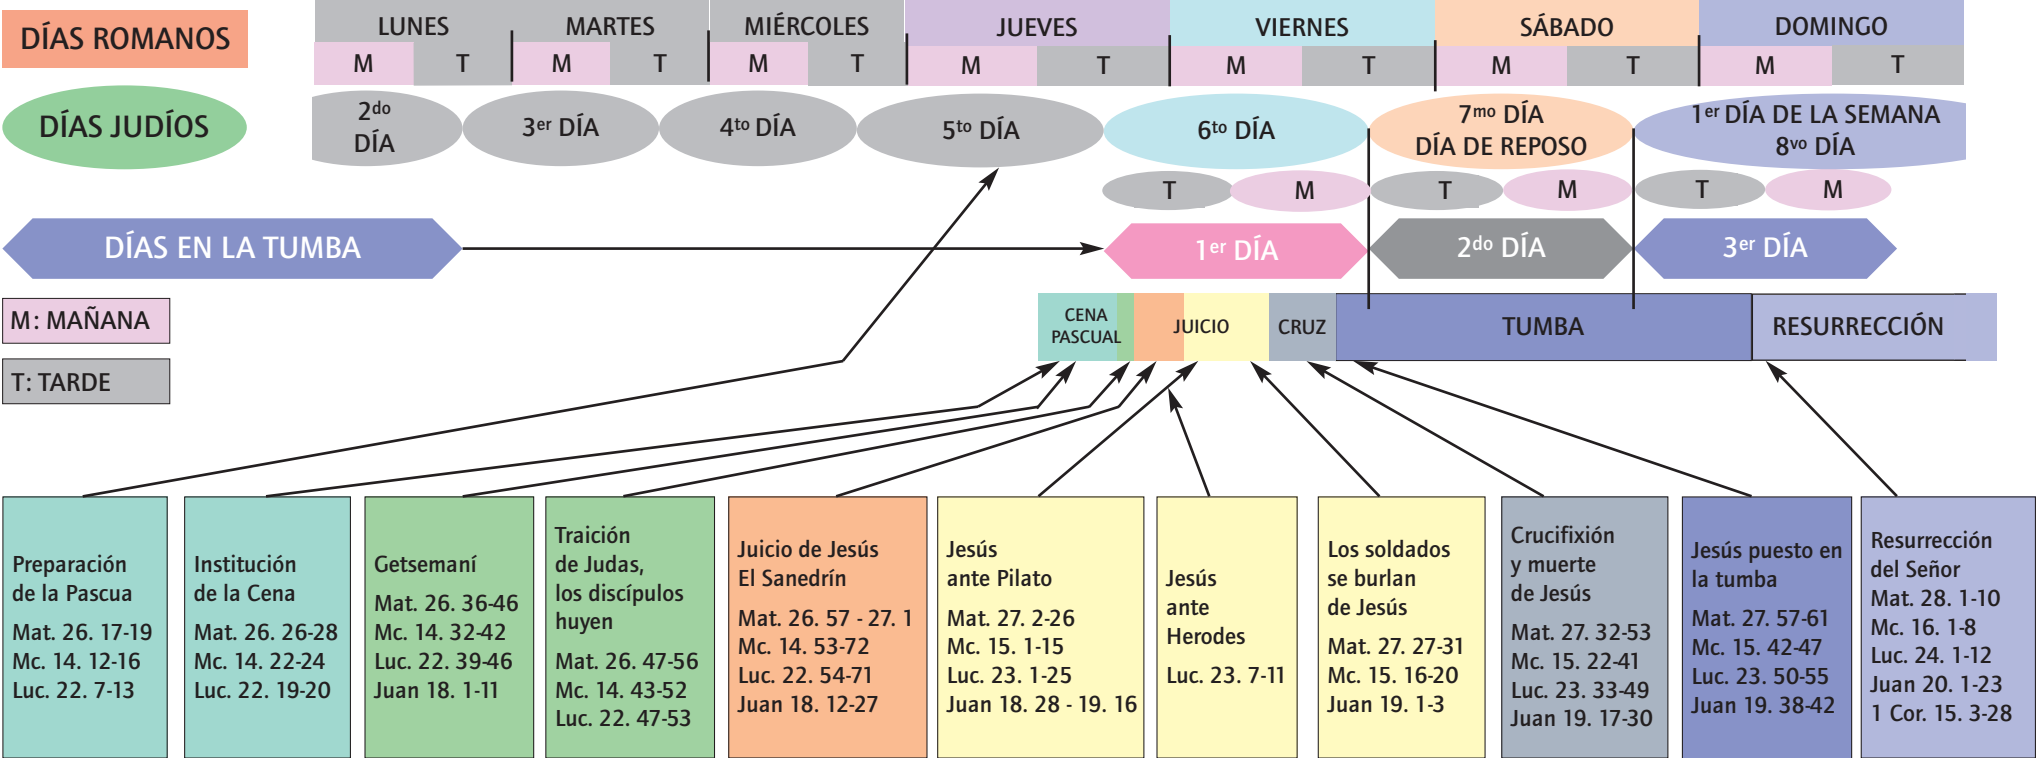 DÍAS ROMANOS
LUNES MARTES MIÉRCOLES JUEVES VIERNES SÁBADO DOMINGO
M T M T M T M T M T M T M T
DÍAS JUDÍOS
2do
DÍA
3er DÍA
4to DÍA
5to DÍA
6to DÍA
7mo DÍA
DÍA DE REPOSO
1er DÍA DE LA SEMANA
8vo DÍA
T M T M T M
DÍAS EN LA TUMBA
1er DÍA
2do DÍA
3er DÍA
M: MAÑANA
T: TARDE
CENA
PASCUAL
JUICIO
CRUZ
TUMBA
RESURRECCIÓN
Preparación
de la Pascua
Mat. 26. 17-19
Mc. 14. 12-16
Luc. 22. 7-13
Institución
de la Cena
Mat. 26. 26-28
Mc. 14. 22-24
Luc. 22. 19-20
Getsemaní
Mat. 26. 36-46
Mc. 14. 32-42
Luc. 22. 39-46
Juan 18. 1-11
Traición
de Judas,
los discípulos
huyen
Mat. 26. 47-56
Mc. 14. 43-52
Luc. 22. 47-53
Juicio de Jesús
El Sanedrín
Mat. 26. 57 - 27. 1
Mc. 14. 53-72
Luc. 22. 54-71
Juan 18. 12-27
Jesús
ante Pilato
Mat. 27. 2-26
Mc. 15. 1-15
Luc. 23. 1-25
Juan 18. 28 - 19. 16
Jesús
ante
Herodes
Luc. 23. 7-11
Los soldados
se burlan
de Jesús
Mat. 27. 27-31
Mc. 15. 16-20
Juan 19. 1-3
Crucifixión
y muerte
de Jesús
Mat. 27. 32-53
Mc. 15. 22-41
Luc. 23. 33-49
Juan 19. 17-30
Jesús puesto en
la tumba
Mat. 27. 57-61
Mc. 15. 42-47
Luc. 23. 50-55
Juan 19. 38-42
Resurrección
del Señor
Mat. 28. 1-10
Mc. 16. 1-8
Luc. 24. 1-12
Juan 20. 1-23
1 Cor. 15. 3-28